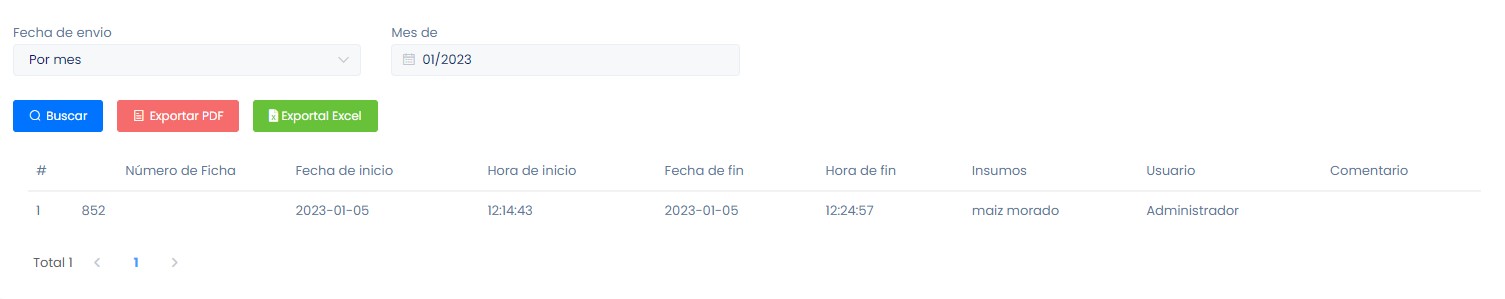 Fecha de envio Mes de
Por mes 01/2023
Buscar Exportar PDF Exportal Excel
# Número de Ficha Fecha de inicio Hora de inicio Fecha de fin Hora de fin Insumos Usuario Comentario
1 852 2023-01-05 12:14:43 2023-01-05 12:24:57 maiz morado Administrador
Total 1 1